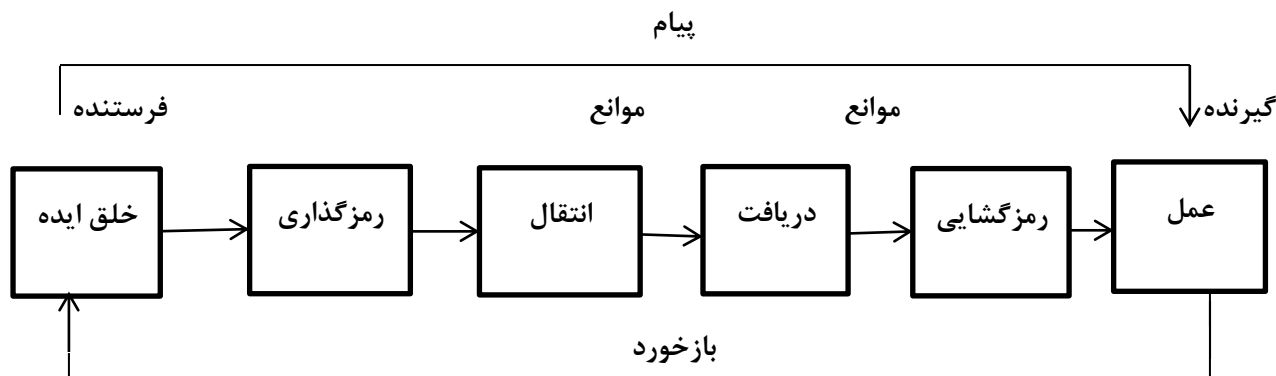 پیام
فرستنده موانع موانع گیرنده
خلق ایده رمزگذاری انتقال دریافت رمزگشایی عمل
بازخورد